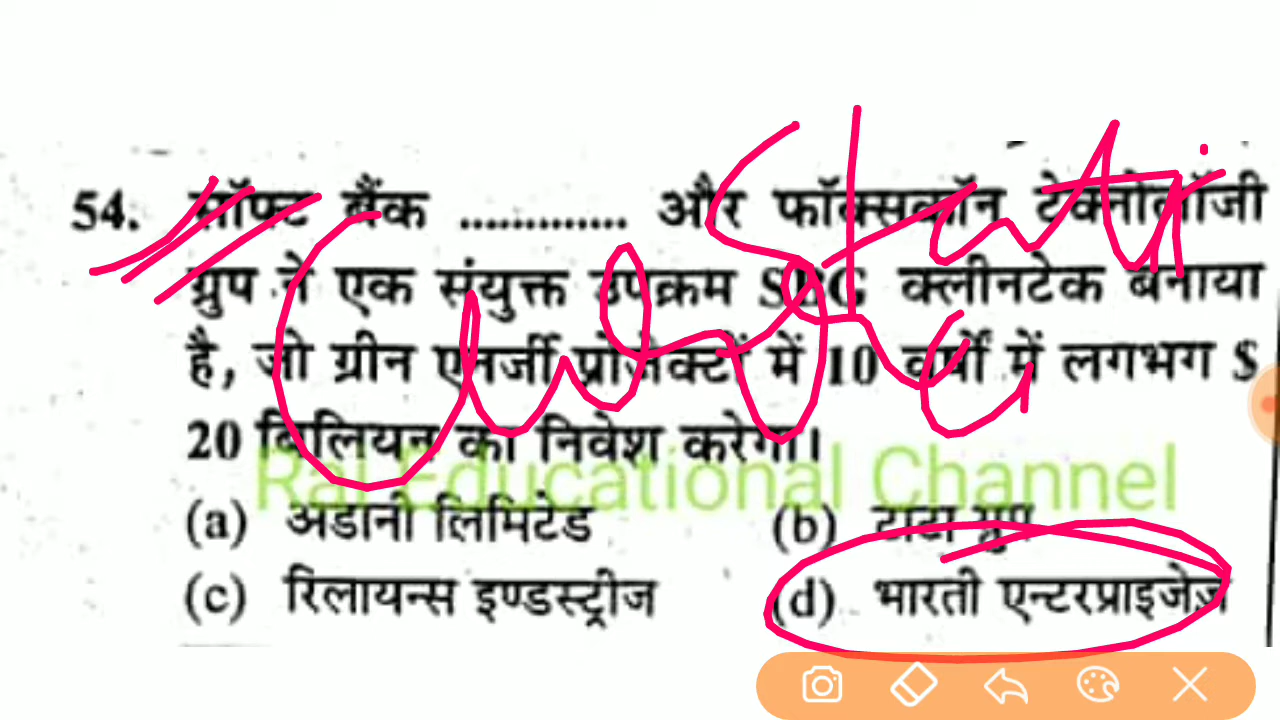 54. सॉफ्ट बैंक ............. और फॉक्सकॉन टेक्नोलॉजी
ग्रुप ने एक संयुक्त उपक्रम SBG क्लीनटेक बनाया
है, जो ग्रीन एनर्जी प्रोजेक्टों में 10 वर्षों में लगभग $
20 बिलियन का निवेश करेगा।
Raj Educational Channel
(a) अडानी लिमिटेड (b) टाटा ग्रुप
(c) रिलायन्स इण्डस्ट्रीज (d) भारती एन्टरप्राइजेज